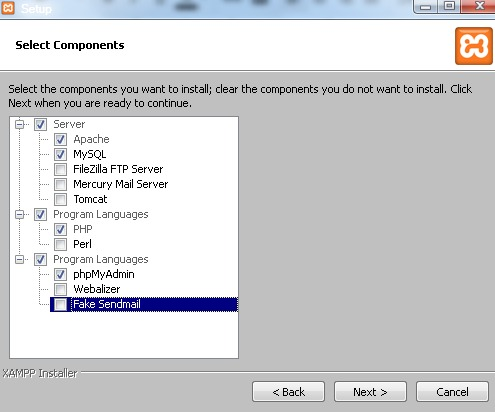 Setup
Select Components
Select the components you want to install; clear the components you do not want to install. Click
Next when you are ready to continue.
Server
Apache
MySQL
FileZilla FTP Server
Mercury Mail Server
Tomcat
Program Languages
PHP
Perl
Program Languages
phpMyAdmin
Webalizer
Fake Sendmail
XAMPP Installer
< Back
Next >
Cancel